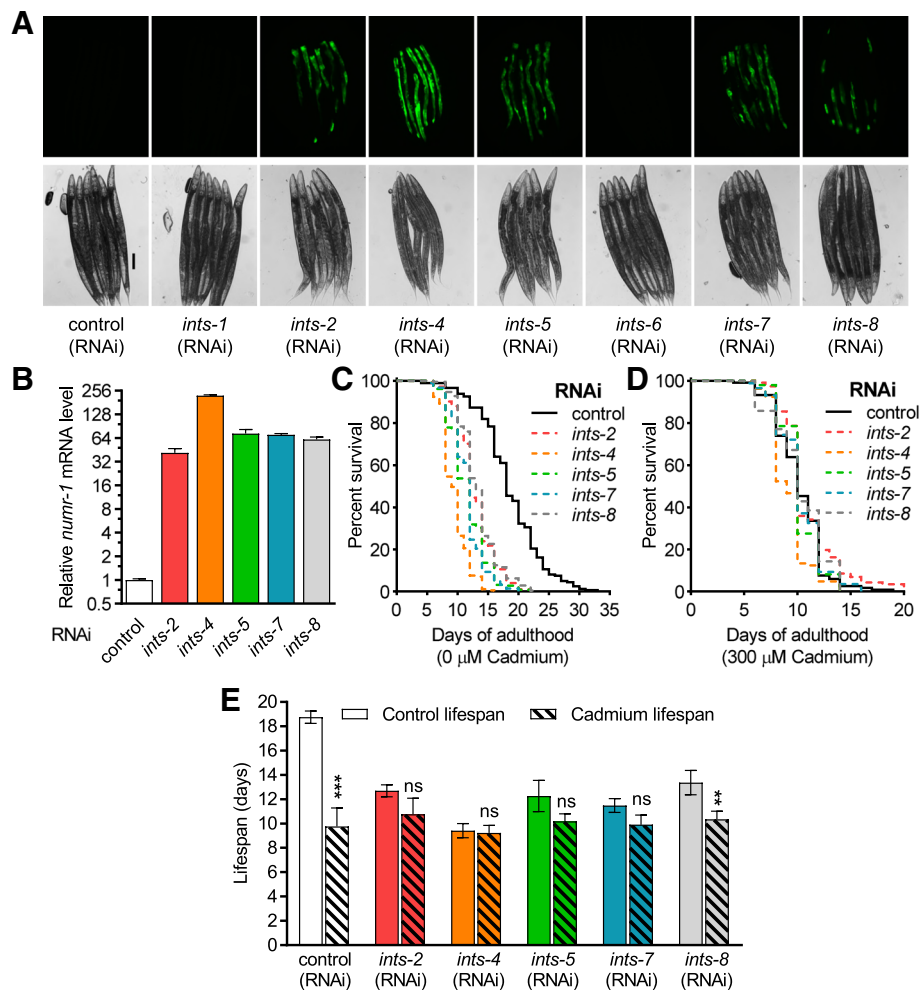 A
control (RNAi)
ints-1 (RNAi)
ints-2 (RNAi)
ints-4 (RNAi)
ints-5 (RNAi)
ints-6 (RNAi)
ints-7 (RNAi)
ints-8 (RNAi)
B
Relative numr-1 mRNA level
256
128
64
32
16
8
4
2
1
0.5
RNAi
control
ints-2
ints-4
ints-5
ints-7
ints-8
C
Percent survival
100
80
60
40
20
0
RNAi
control
ints-2
ints-4
ints-5
ints-7
ints-8
0 5 10 15 20 25 30 35
Days of adulthood
(0 μM Cadmium)
D
Percent survival
100
80
60
40
20
0
RNAi
control
ints-2
ints-4
ints-5
ints-7
ints-8
0 5 10 15 20
Days of adulthood
(300 μM Cadmium)
E
Lifespan (days)
20
18
16
14
12
10
8
6
4
2
0
Control lifespan
Cadmium lifespan
***
ns
ns
ns
ns
**
control (RNAi)
ints-2 (RNAi)
ints-4 (RNAi)
ints-5 (RNAi)
ints-7 (RNAi)
ints-8 (RNAi)